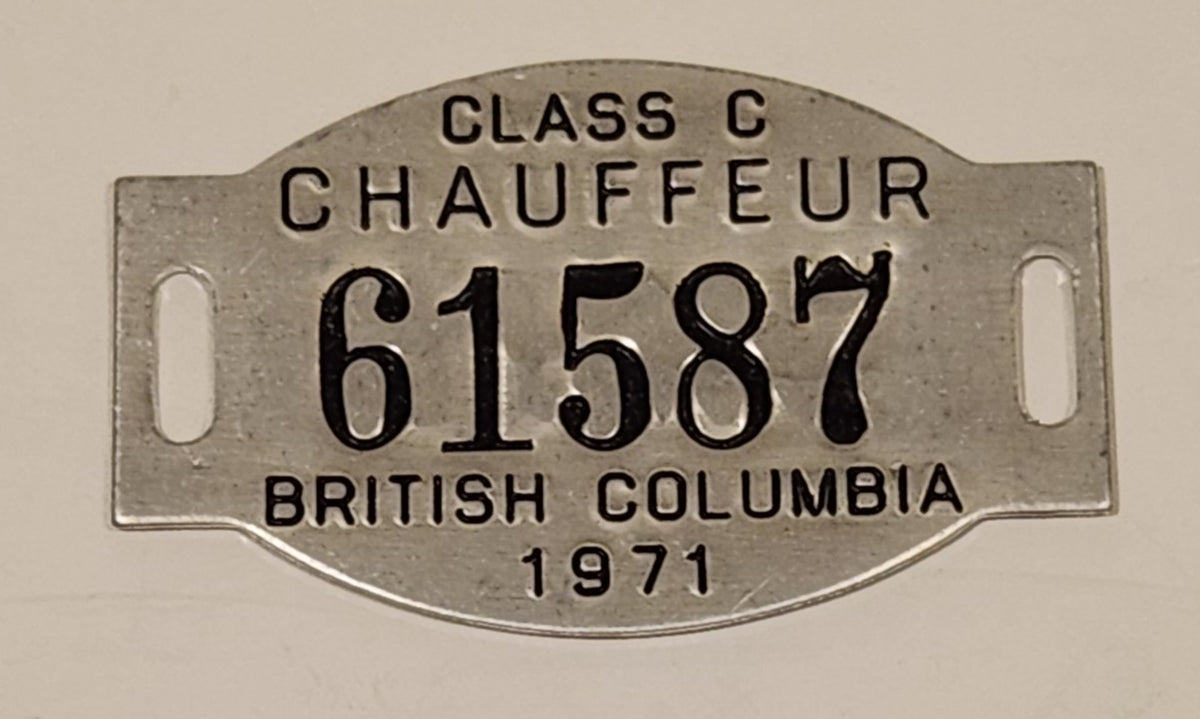 CLASS C
CHAUFFEUR
61587
BRITISH COLUMBIA
1971